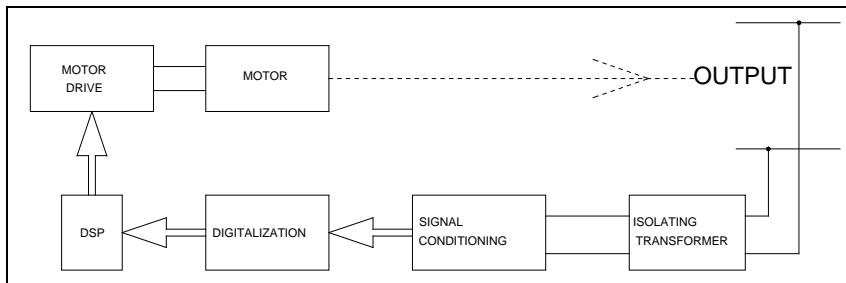 MOTOR
DRIVE
MOTOR
OUTPUT
DSP
DIGITALIZATION
SIGNAL
CONDITIONING
ISOLATING
TRANSFORMER